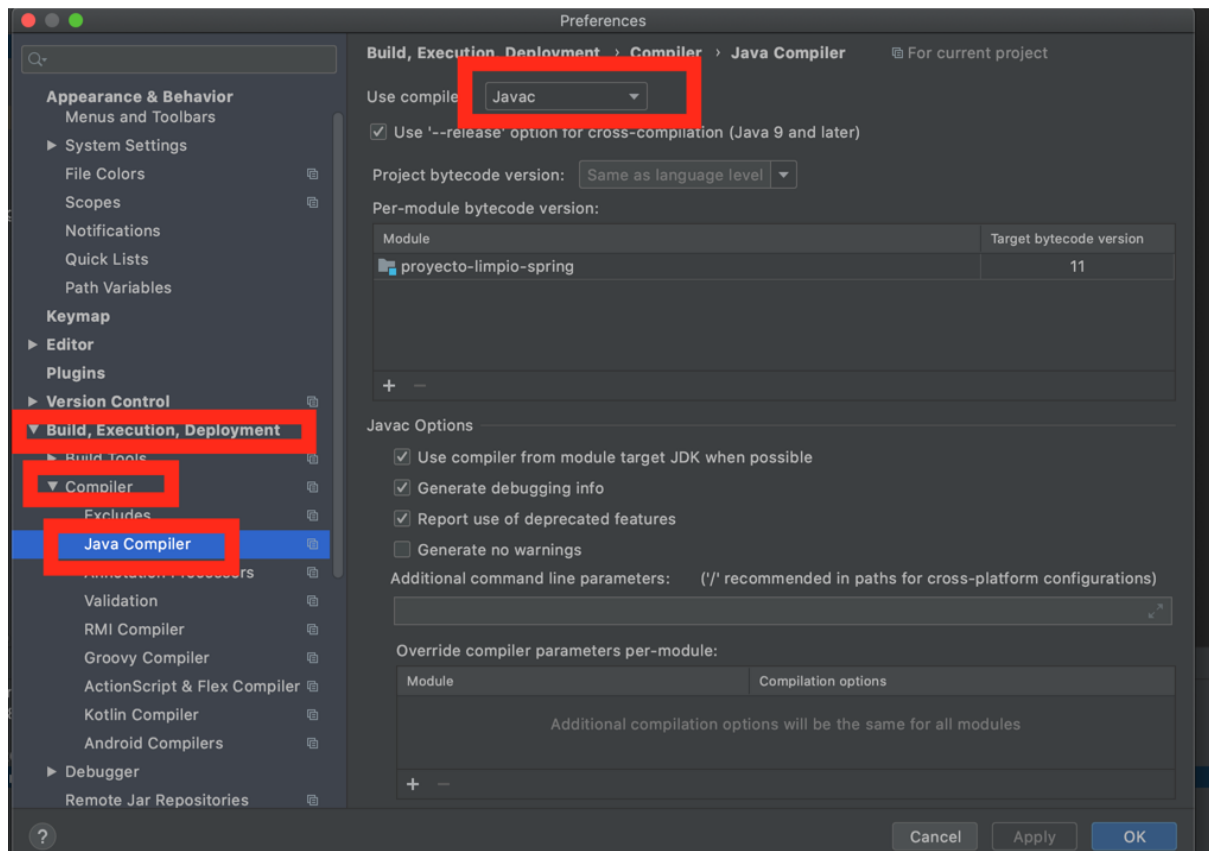 Preferences
Appearance & Behavior
Menus and Toolbars
System Settings
File Colors
Scopes
Notifications
Quick Lists
Path Variables
Keymap
Editor
Plugins
Version Control
Build, Execution, Deployment
Build Tools
Compiler
Excludes
Java Compiler
Annotation Processors
Validation
RMI Compiler
Groovy Compiler
ActionScript & Flex Compiler
Kotlin Compiler
Android Compilers
Debugger
Remote Jar Repositories
?
Build, Execution, Deployment › Compiler › Java Compiler For current project
Use compile Javac
Use '--release' option for cross-compilation (Java 9 and later)
Project bytecode version: Same as language level
Per-module bytecode version:
Module Target bytecode version
proyecto-limpio-spring 11
+ −
Javac Options
Use compiler from module target JDK when possible
Generate debugging info
Report use of deprecated features
Generate no warnings
Additional command line parameters: ('/' recommended in paths for cross-platform configurations)
Override compiler parameters per-module:
Module Compilation options
Additional compilation options will be the same for all modules
+ −
Cancel Apply OK